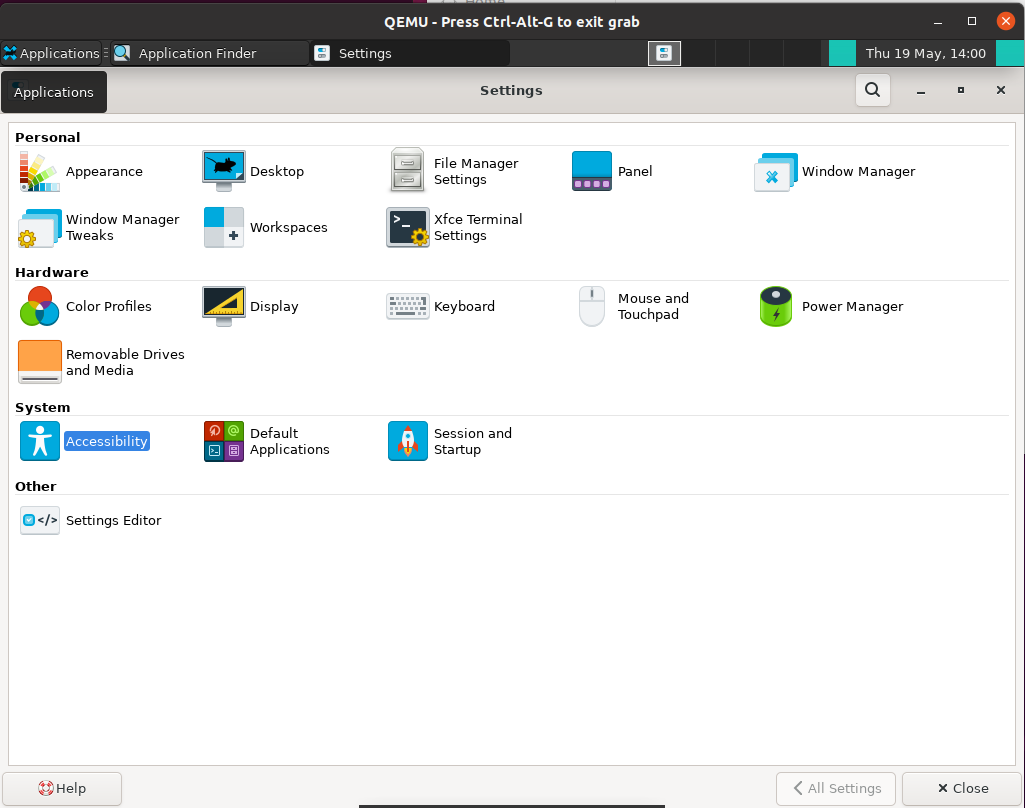 Home
QEMU - Press Ctrl-Alt-G to exit grab
Applications
Application Finder
Settings
Thu 19 May, 14:00
Applications
Settings
Personal
Appearance
Desktop
File Manager
Settings
Panel
Window Manager
Window Manager
Tweaks
Workspaces
Xfce Terminal
Settings
Hardware
Color Profiles
Display
Keyboard
Mouse and
Touchpad
Power Manager
Removable Drives
and Media
System
Accessibility
Default
Applications
Session and
Startup
Other
Settings Editor
Help
All Settings
Close